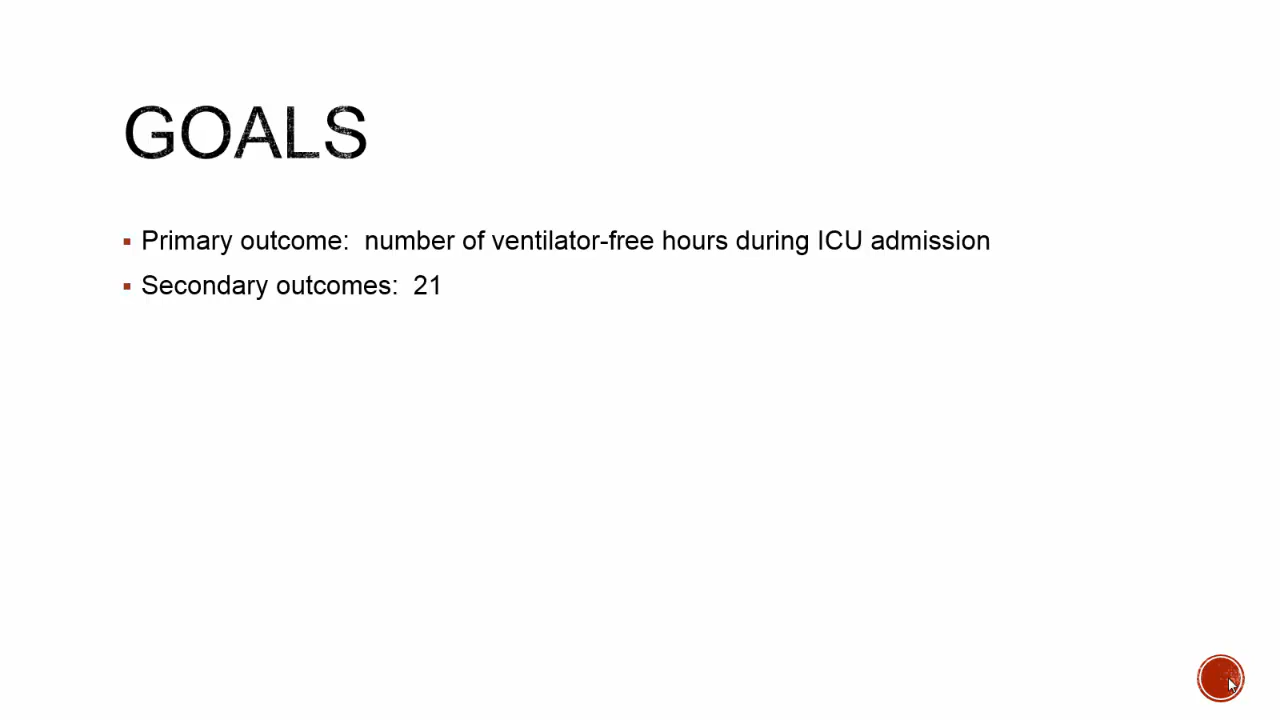 GOALS
Primary outcome:  number of ventilator-free hours during ICU admission
Secondary outcomes:  21